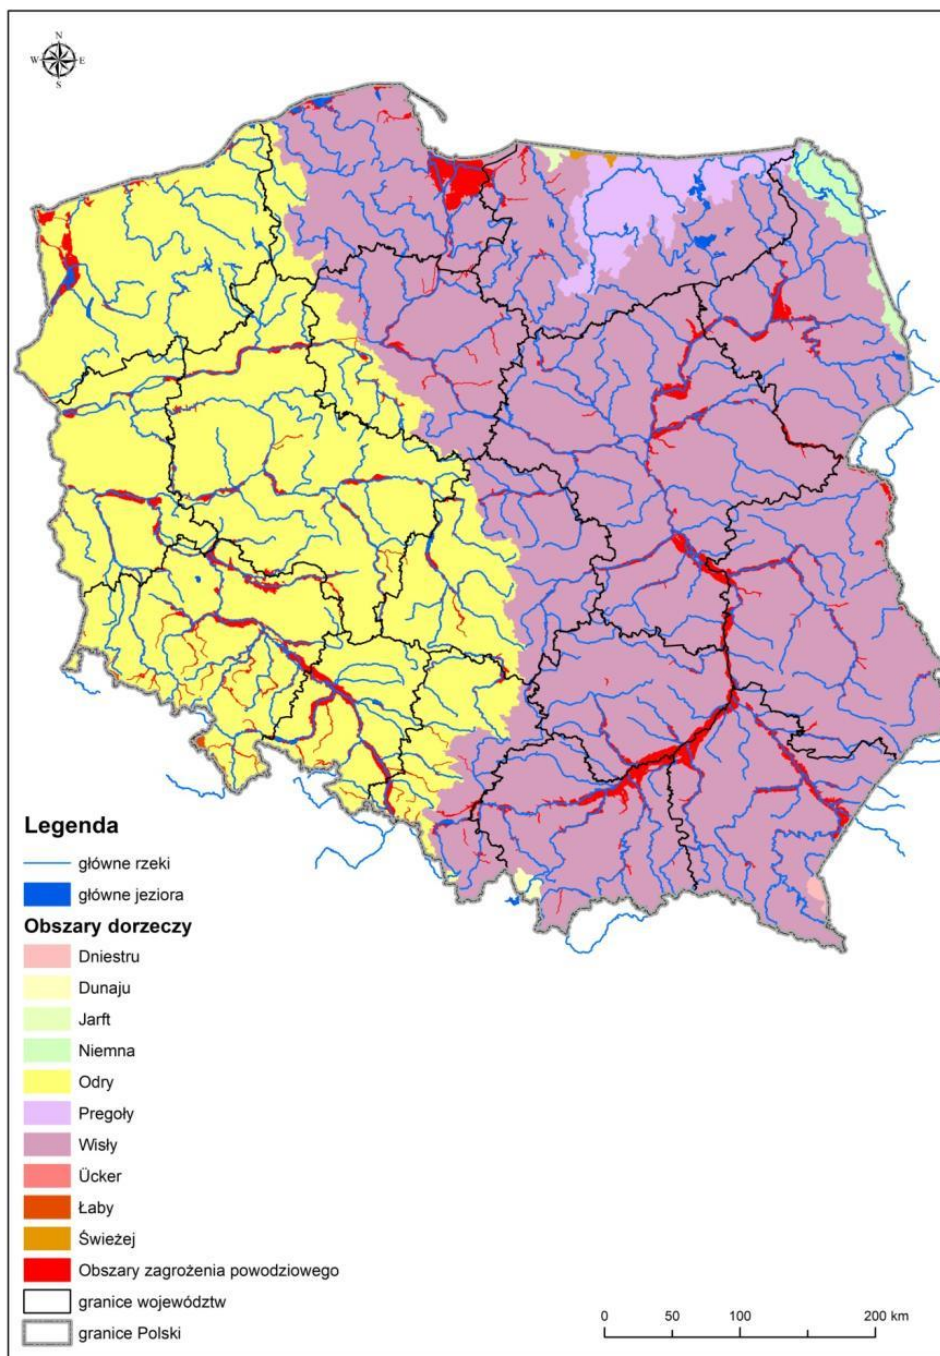 N
W E
S
Legenda
główne rzeki
główne jeziora
Obszary dorzeczy
Dniestru
Dunaju
Jarft
Niemna
Odry
Pregoły
Wisły
Ücker
Łaby
Świeżej
Obszary zagrożenia powodziowego
granice województw
granice Polski
0 50 100 200 km